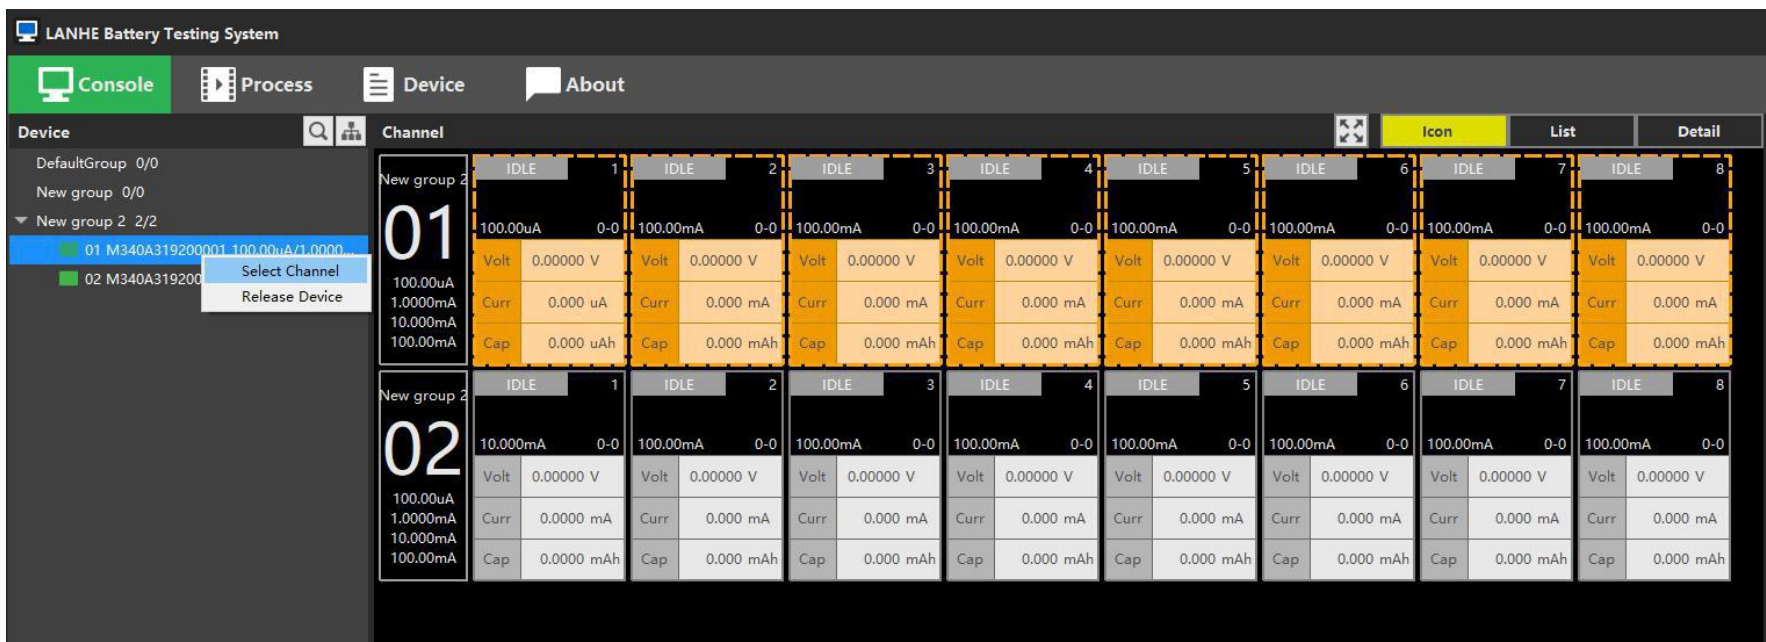 LANHE Battery Testing System
Console Process Device About
Device Channel Icon List Detail
DefaultGroup 0/0
New group 0/0
New group 2 2/2
01 M340A319200001 100.00uA/1.0000...
02 M340A319200
Select Channel
Release Device
New group 2
01
100.00uA
1.0000mA
10.000mA
100.00mA
IDLE 1 IDLE 2 IDLE 3 IDLE 4 IDLE 5 IDLE 6 IDLE 7 IDLE 8
100.00uA 0-0 100.00mA 0-0 100.00mA 0-0 100.00mA 0-0 100.00mA 0-0 100.00mA 0-0 100.00mA 0-0 100.00mA 0-0
Volt 0.00000 V Volt 0.00000 V Volt 0.00000 V Volt 0.00000 V Volt 0.00000 V Volt 0.00000 V Volt 0.00000 V Volt 0.00000 V
Curr 0.000 uA Curr 0.000 mA Curr 0.000 mA Curr 0.000 mA Curr 0.000 mA Curr 0.000 mA Curr 0.000 mA Curr 0.000 mA
Cap 0.000 uAh Cap 0.000 mAh Cap 0.000 mAh Cap 0.000 mAh Cap 0.000 mAh Cap 0.000 mAh Cap 0.000 mAh Cap 0.000 mAh
New group 2
02
100.00uA
1.0000mA
10.000mA
100.00mA
IDLE 1 IDLE 2 IDLE 3 IDLE 4 IDLE 5 IDLE 6 IDLE 7 IDLE 8
10.000mA 0-0 100.00mA 0-0 100.00mA 0-0 100.00mA 0-0 100.00mA 0-0 100.00mA 0-0 100.00mA 0-0 100.00mA 0-0
Volt 0.00000 V Volt 0.00000 V Volt 0.00000 V Volt 0.00000 V Volt 0.00000 V Volt 0.00000 V Volt 0.00000 V Volt 0.00000 V
Curr 0.0000 mA Curr 0.000 mA Curr 0.000 mA Curr 0.000 mA Curr 0.000 mA Curr 0.000 mA Curr 0.000 mA Curr 0.000 mA
Cap 0.0000 mAh Cap 0.000 mAh Cap 0.000 mAh Cap 0.000 mAh Cap 0.000 mAh Cap 0.000 mAh Cap 0.000 mAh Cap 0.000 mAh